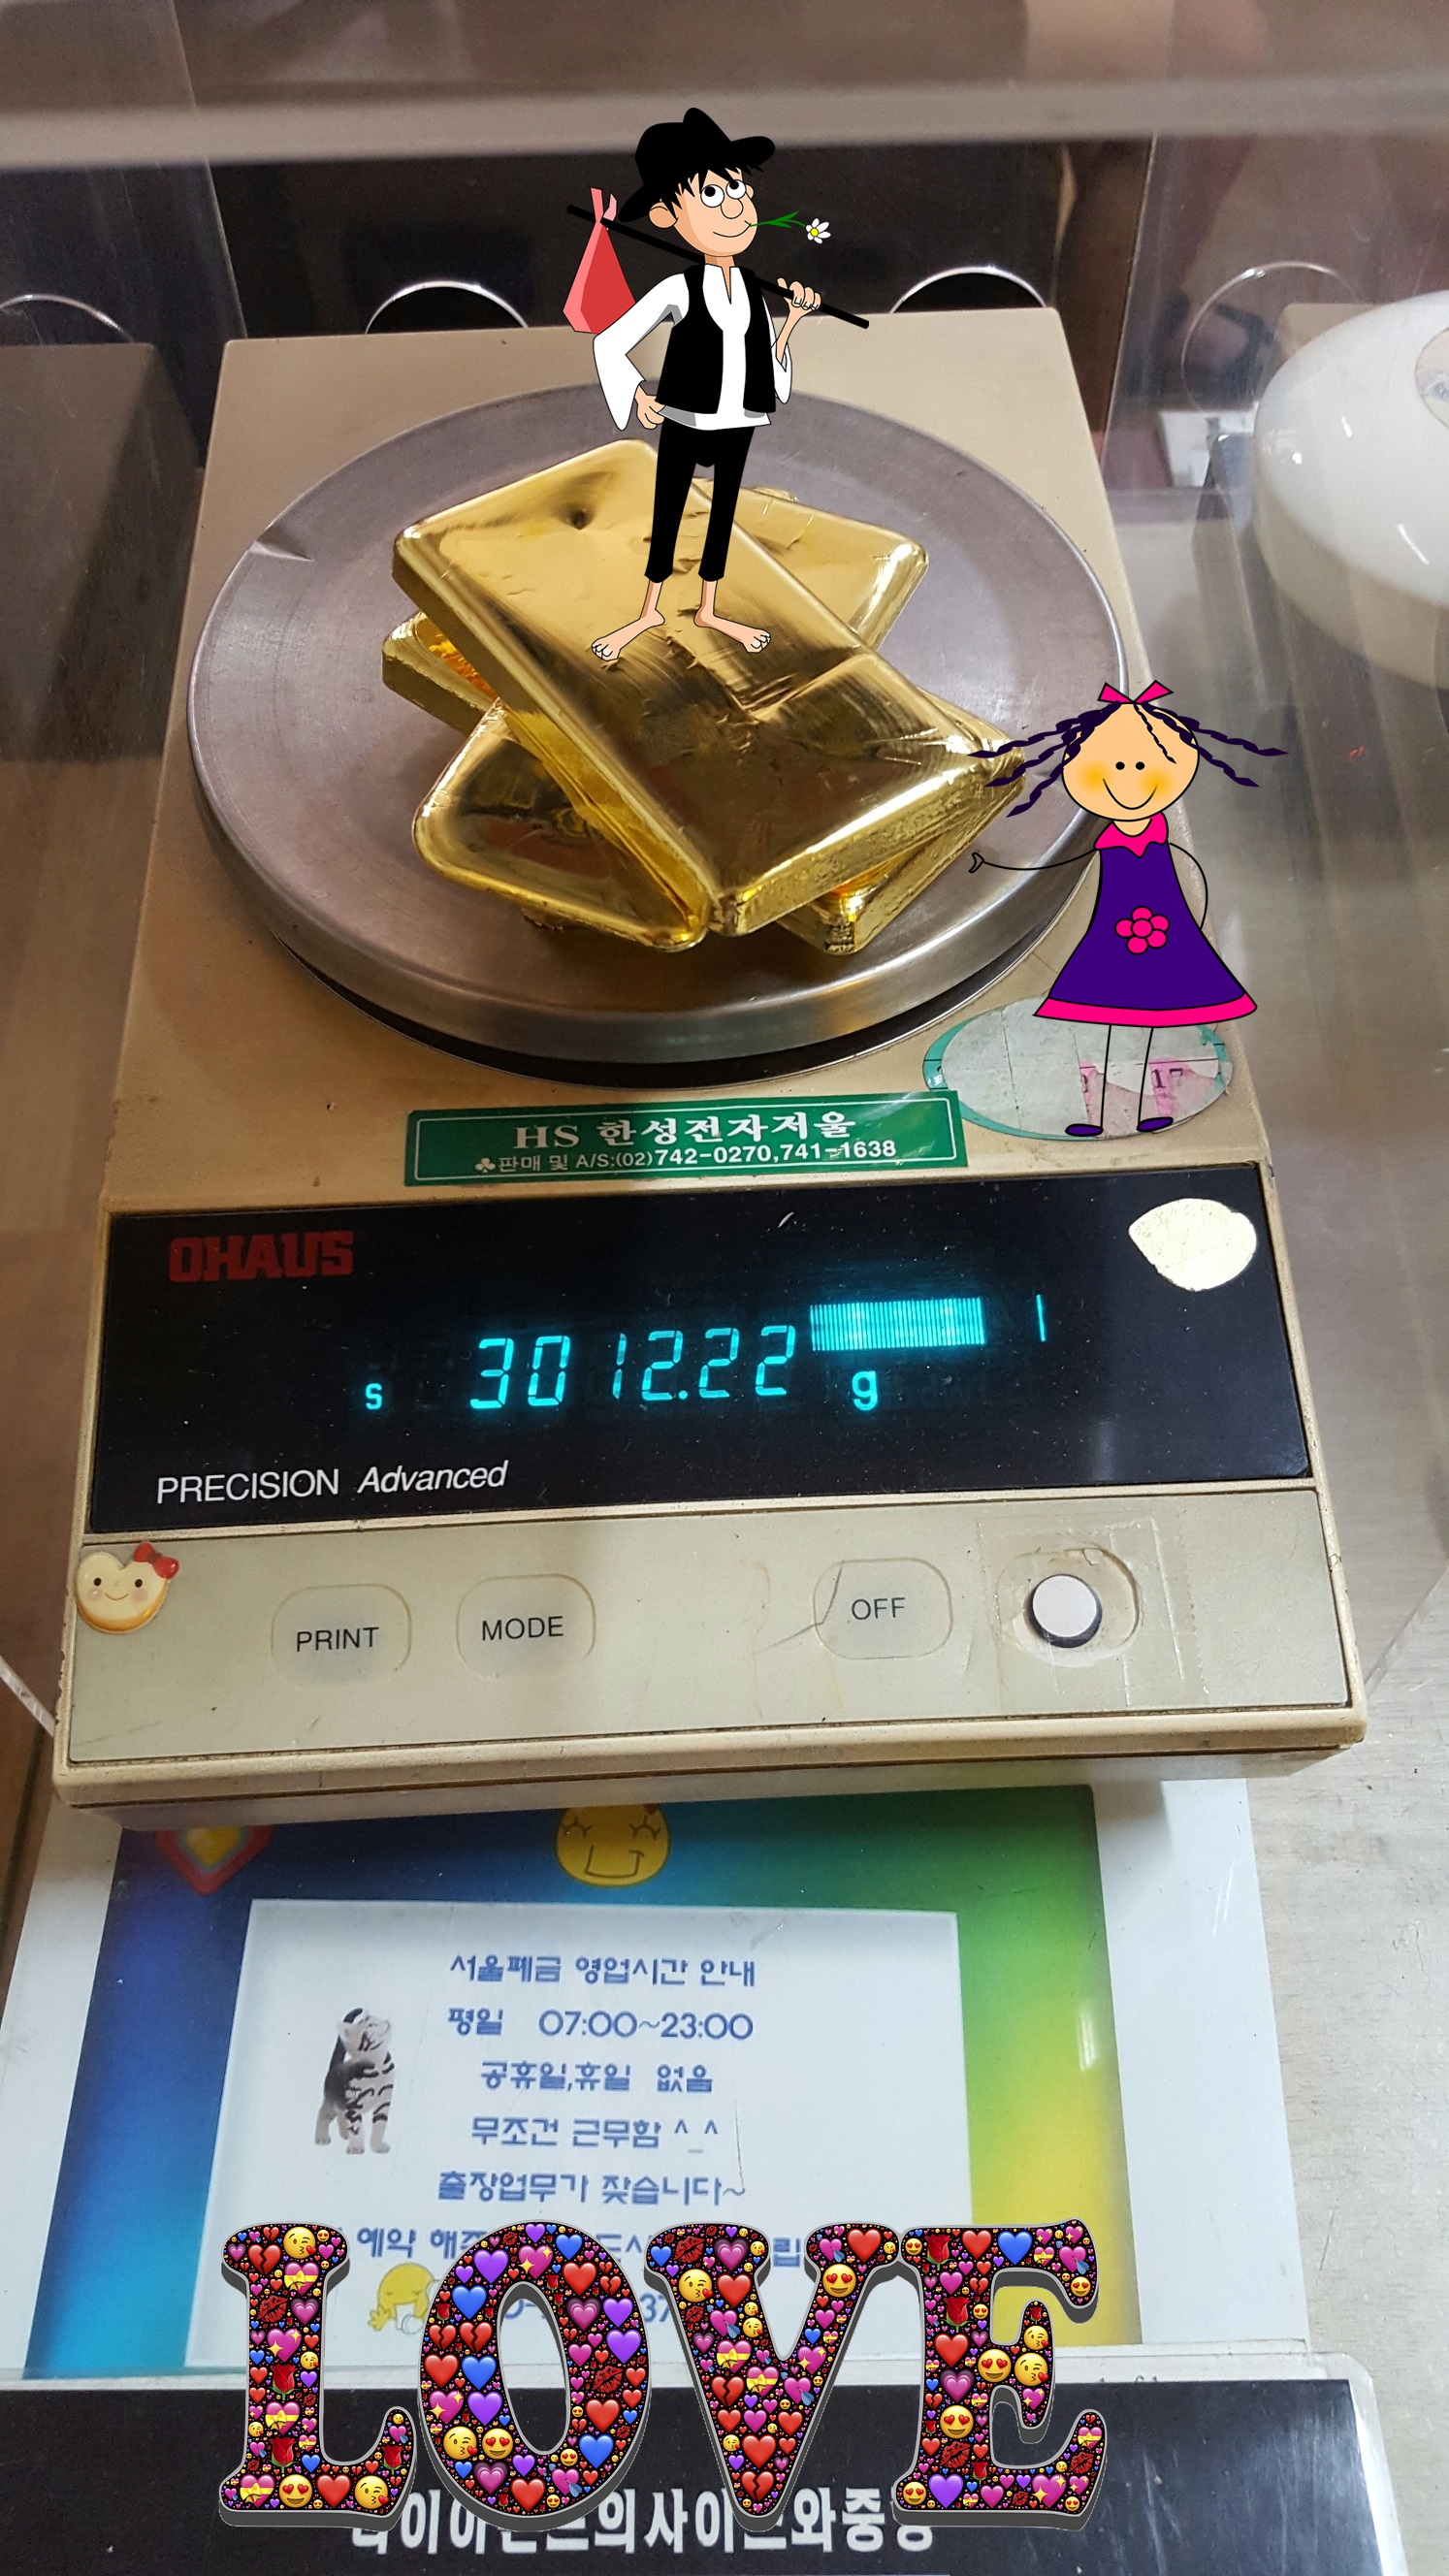 17
HS 한성전자저울
♣판매 및 A/S:(02)742-0270,741-1638
OHAUS
s 3012.22 g
PRECISION Advanced
PRINT MODE OFF
서울폐금 영업시간 안내
평일 07:00~23:00
공휴일,휴일 없음
무조건 근무함 ^_^
출장업무가 잦습니다~
예약
LOVE